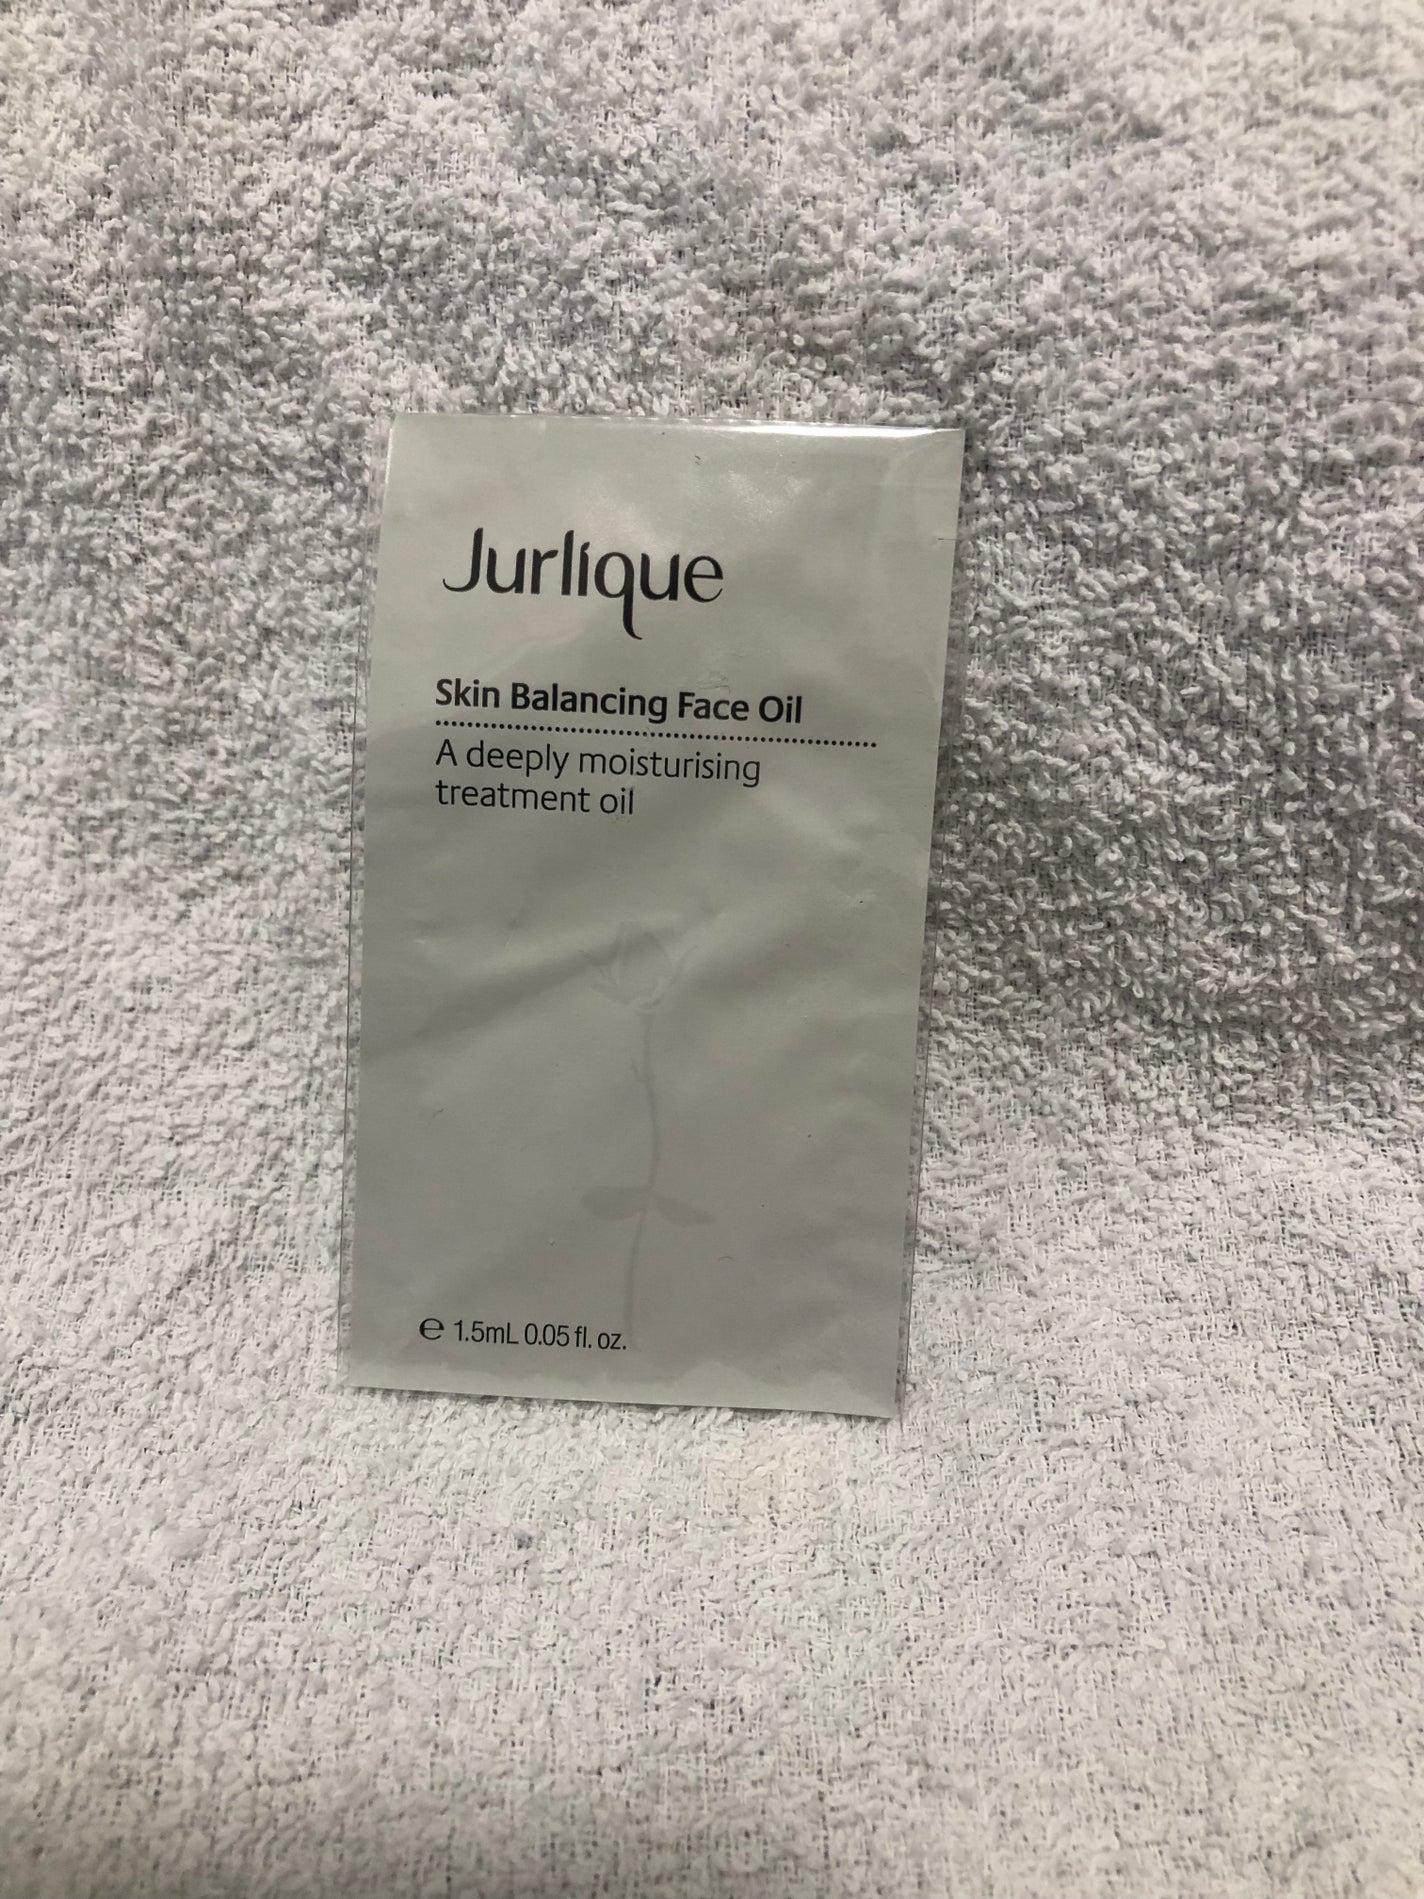 Jurlique
Skin Balancing Face Oil
A deeply moisturising
treatment oil
℮ 1.5mL 0.05 fl. oz.